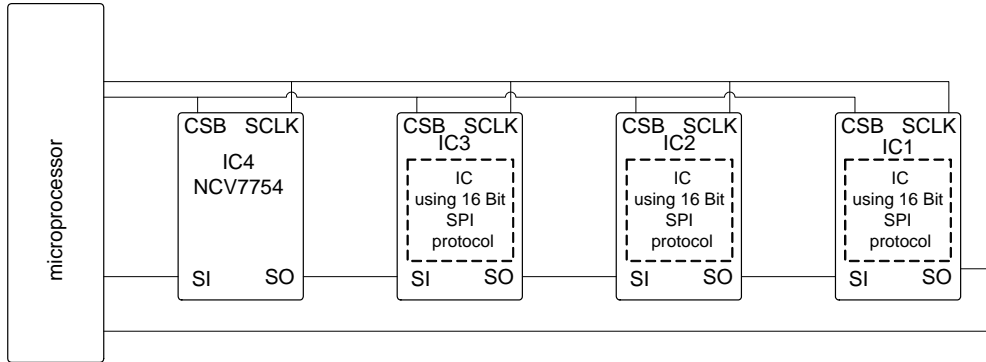 microprocessor
CSB SCLK
IC4
NCV7754
SI SO
CSB SCLK
IC3
IC
using 16 Bit
SPI
protocol
SI SO
CSB SCLK
IC2
IC
using 16 Bit
SPI
protocol
SI SO
CSB SCLK
IC1
IC
using 16 Bit
SPI
protocol
SI SO